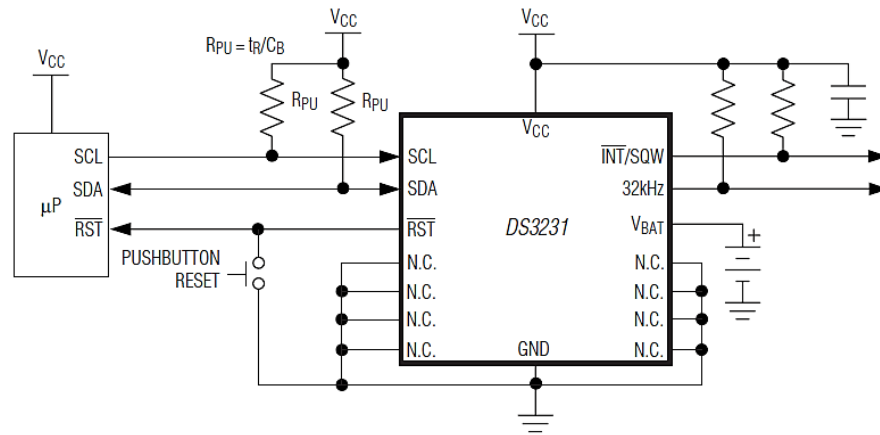 VCC
VCC
RPU = tR/CB
VCC
RPU
RPU
VCC
SCL
SCL
INT/SQW
SDA
SDA
32kHz
μP
RST
RST
DS3231
VBAT
+
PUSHBUTTON
RESET
N.C.
N.C.
N.C.
N.C.
N.C.
N.C.
N.C.
GND
N.C.